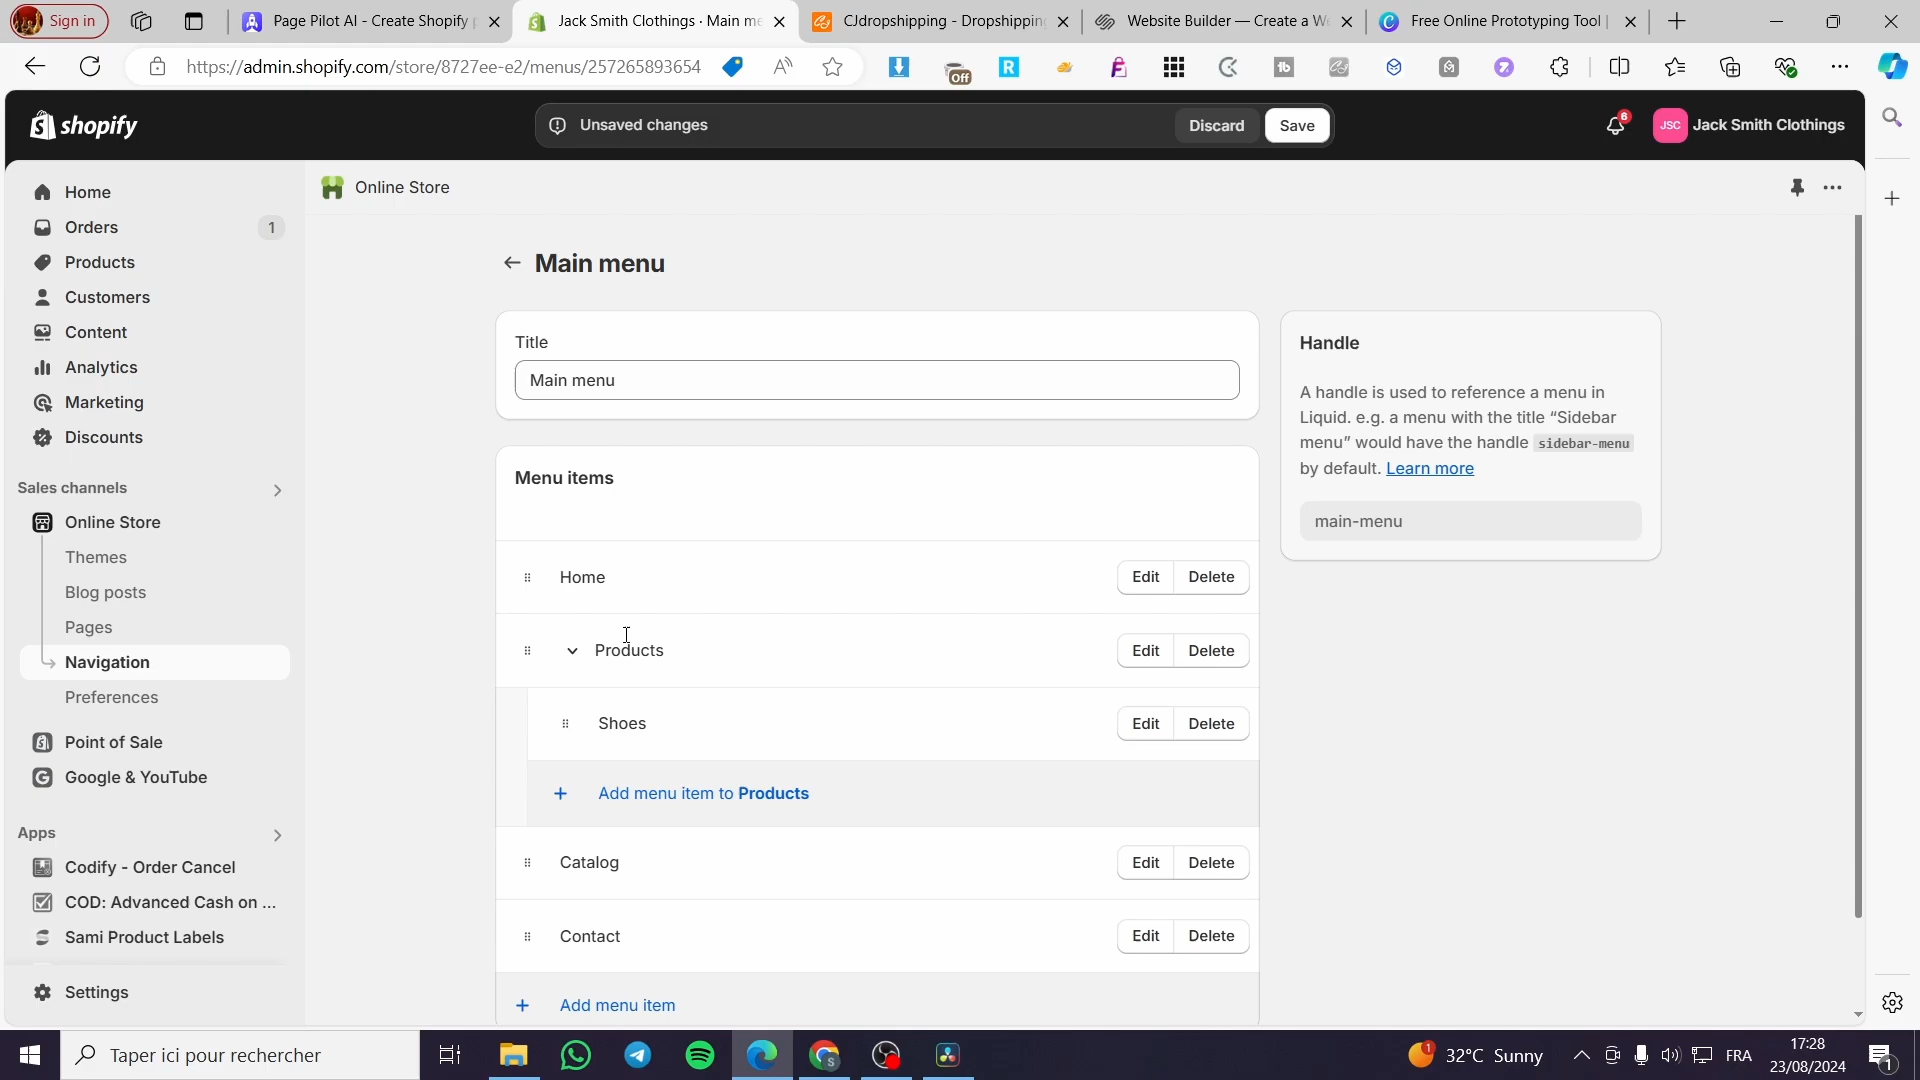 Sign in
Page Pilot AI - Create Shopify p
Jack Smith Clothings · Main me
CJdropshipping - Dropshipping
Website Builder — Create a We
Free Online Prototyping Tool |
https://admin.shopify.com/store/8727ee-e2/menus/257265893654
Off
shopify
Unsaved changes
Discard
Save
6
JSC
Jack Smith Clothings
Home
Orders
1
Products
Customers
Content
Analytics
Marketing
Discounts
Sales channels
Online Store
Themes
Blog posts
Pages
Navigation
Preferences
Point of Sale
Google & YouTube
Apps
Codify - Order Cancel
COD: Advanced Cash on ...
Sami Product Labels
Settings
Online Store
Main menu
Title
Main menu
Menu items
Home
Edit
Delete
Products
Edit
Delete
Shoes
Edit
Delete
Add menu item to Products
Catalog
Edit
Delete
Contact
Edit
Delete
Add menu item
Handle
A handle is used to reference a menu in
Liquid. e.g. a menu with the title “Sidebar
menu” would have the handle sidebar-menu
by default. Learn more
main-menu
Taper ici pour rechercher
1
32°C Sunny
FRA
17:28
23/08/2024
1